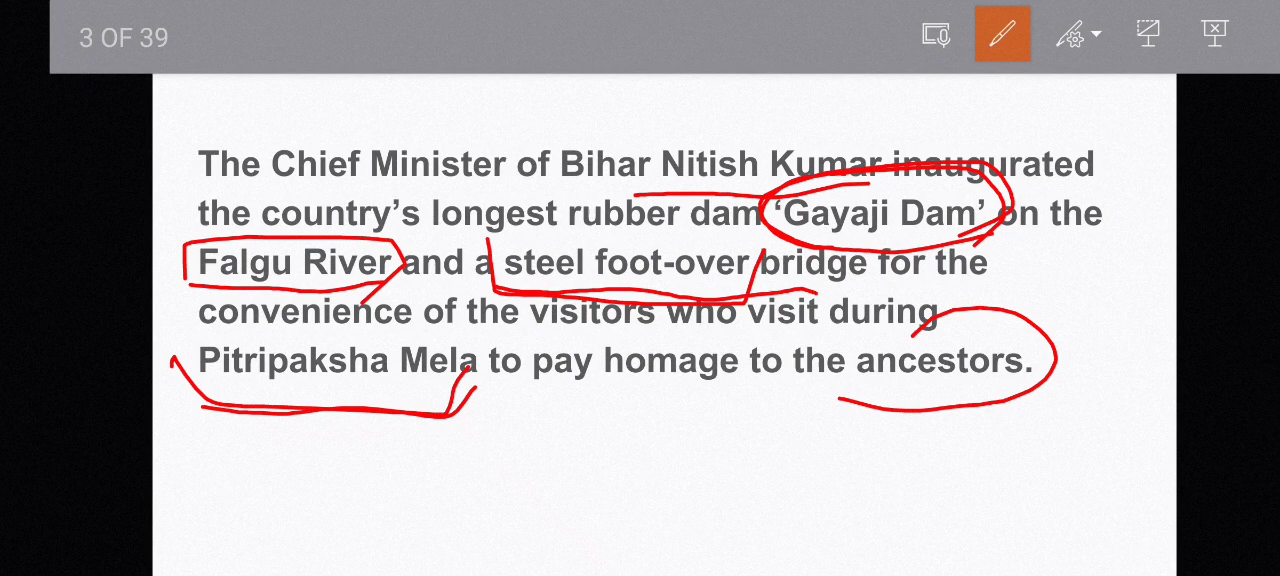 3 OF 39
The Chief Minister of Bihar Nitish Kumar inaugurated
the country’s longest rubber dam ‘Gayaji Dam’ on the
Falgu River and a steel foot-over bridge for the
convenience of the visitors who visit during
Pitripaksha Mela to pay homage to the ancestors.